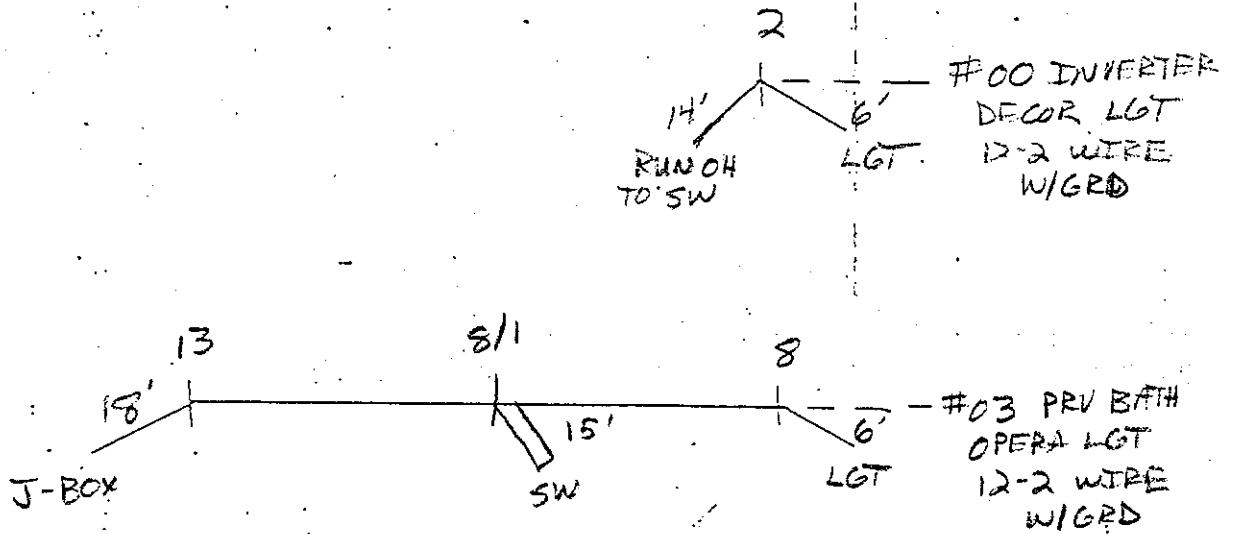 2
#00 INVERTER
DECOR LGT
12-2 WIRE
W/GRD
14'
6'
RUN OH
TO SW
LGT.
13
8/1
8
18'
15'
6'
J-BOX
SW
LGT
#03 PRV BATH
OPERA LGT
12-2 WIRE
W/GRD